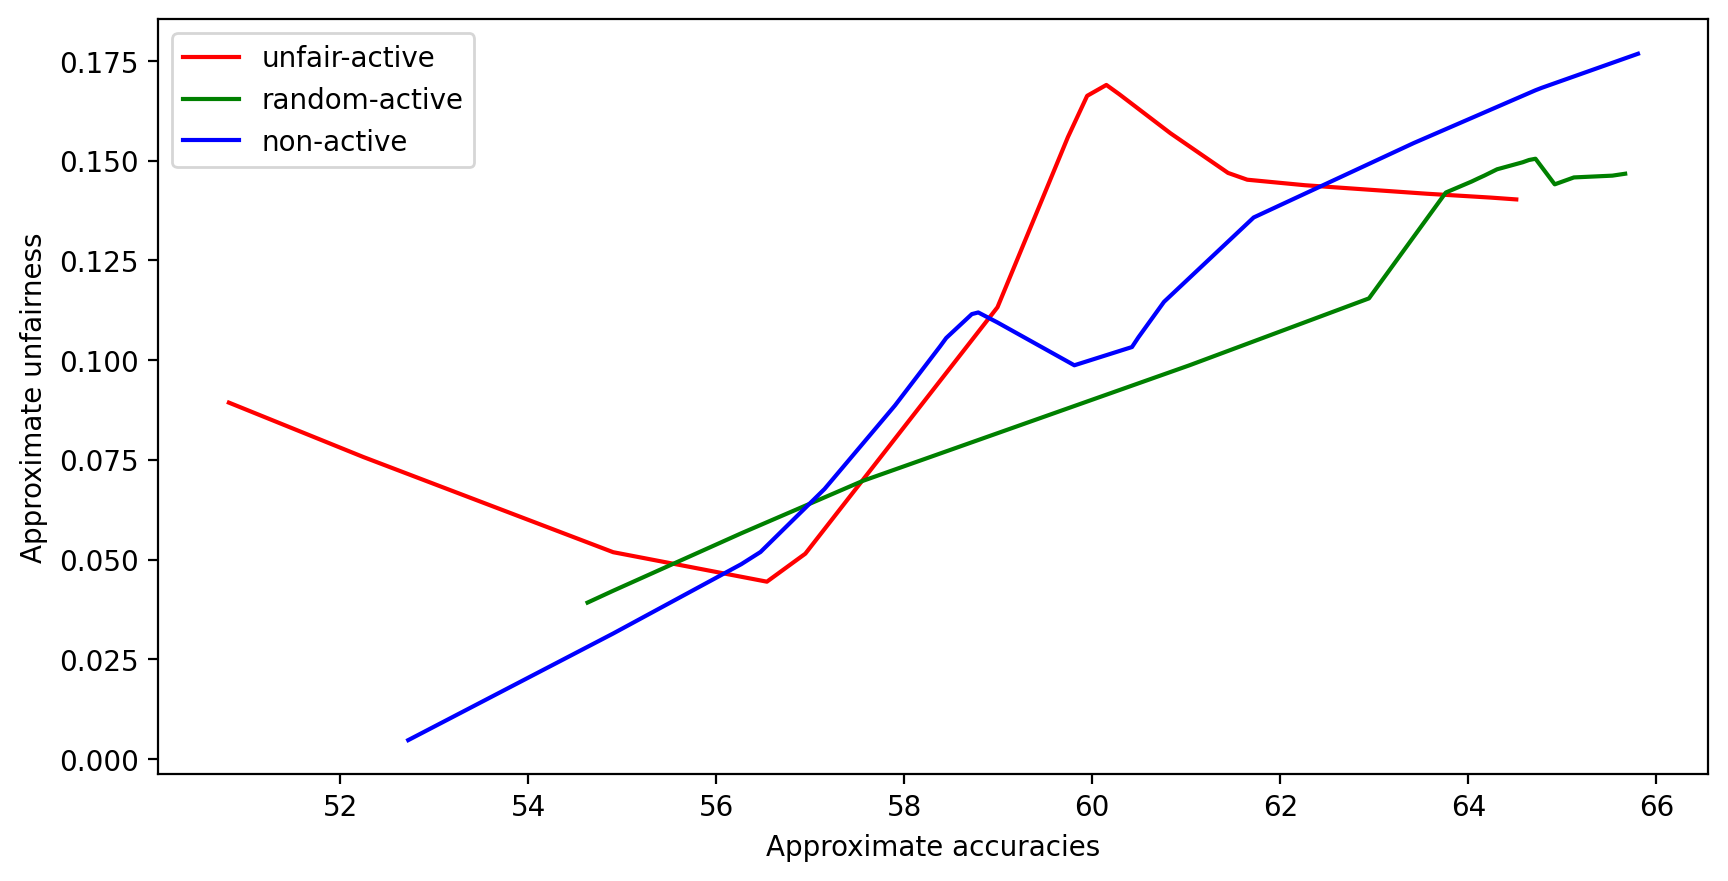 unfair-active
random-active
non-active
0.175
0.150
0.125
0.100
0.075
0.050
0.025
0.000
Approximate unfairness
52 54 56 58 60 62 64 66
Approximate accuracies